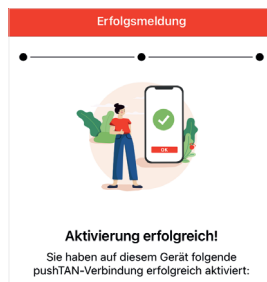 Erfolgsmeldung
OK
Aktivierung erfolgreich!
Sie haben auf diesem Gerät folgende
pushTAN-Verbindung erfolgreich aktiviert: